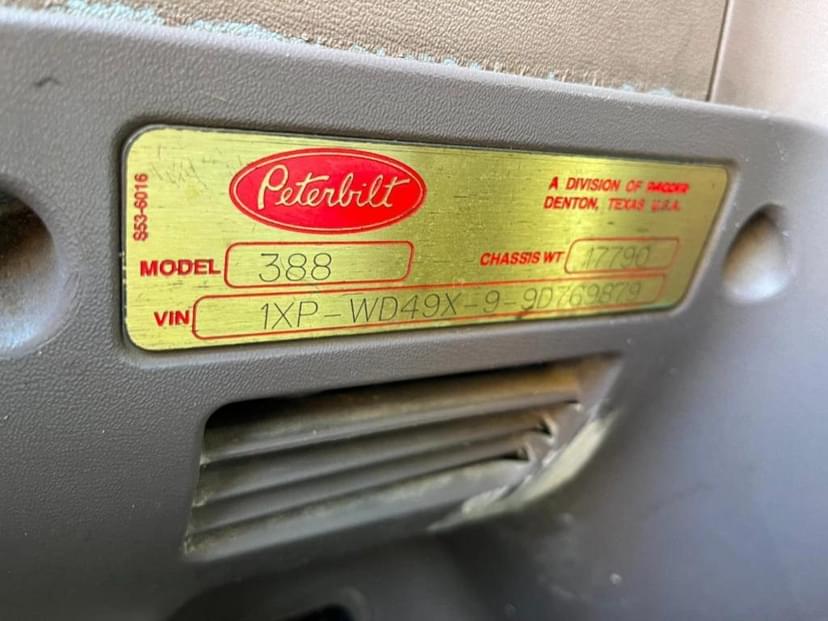 S53-6016
Peterbilt
A DIVISION OF PACCAR
DENTON, TEXAS U.S.A.
MODEL 388
CHASSIS WT 17790
VIN 1XP-WD49X-9-9D769879